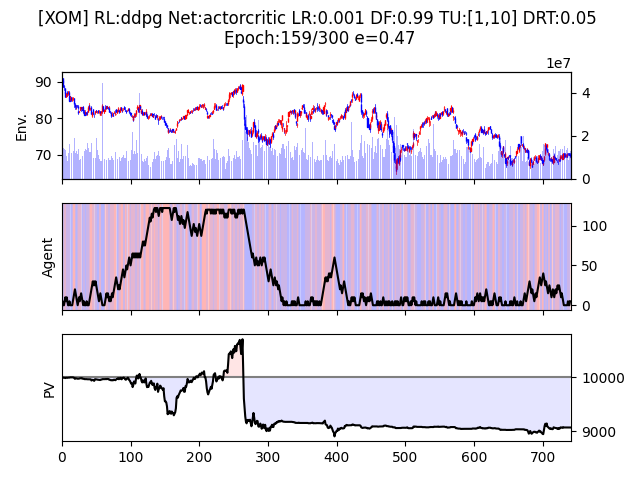 [XOM] RL:ddpg Net:actorcritic LR:0.001 DF:0.99 TU:[1,10] DRT:0.05
Epoch:159/300 e=0.47
1e7
90
80
70
Env.
4
2
0
Agent
100
50
0
PV
10000
9000
0 100 200 300 400 500 600 700